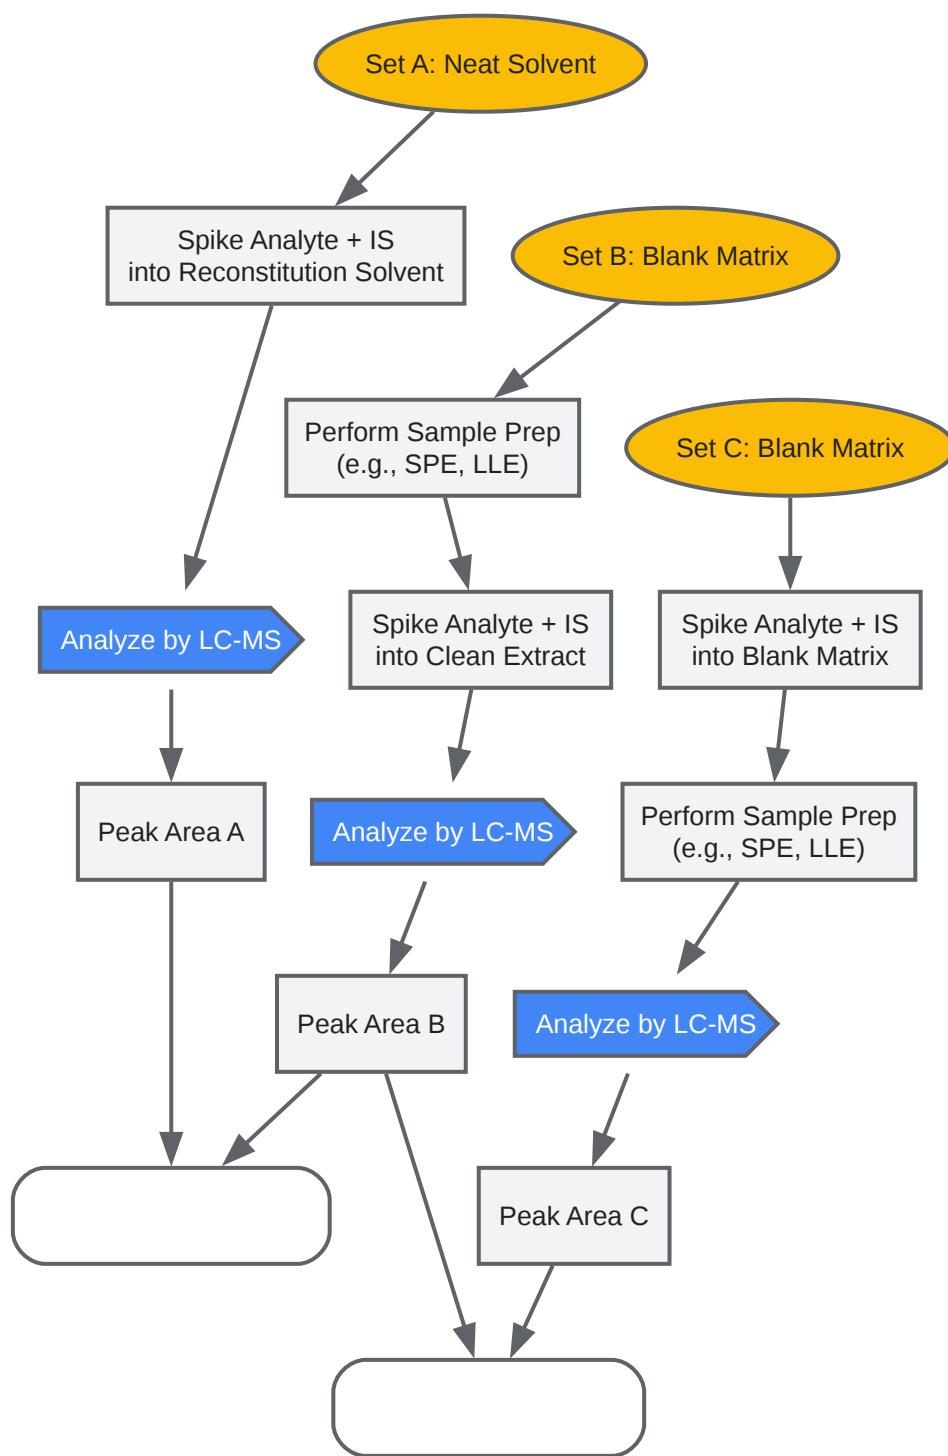 Set A: Neat Solvent
Spike Analyte + IS
into Reconstitution Solvent
Set B: Blank Matrix
Perform Sample Prep
(e.g., SPE, LLE)
Set C: Blank Matrix
Analyze by LC-MS
Spike Analyte + IS
into Clean Extract
Spike Analyte + IS
into Blank Matrix
Peak Area A
Analyze by LC-MS
Perform Sample Prep
(e.g., SPE, LLE)
Peak Area B
Analyze by LC-MS
Peak Area C